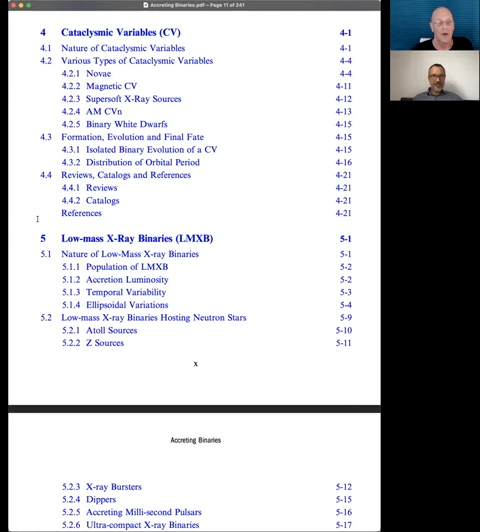 Accreting Binaries.pdf – Page 11 of 241
4 Cataclysmic Variables (CV) 4-1
4.1 Nature of Cataclysmic Variables 4-1
4.2 Various Types of Cataclysmic Variables 4-4
4.2.1 Novae 4-4
4.2.2 Magnetic CV 4-11
4.2.3 Supersoft X-Ray Sources 4-12
4.2.4 AM CVn 4-13
4.2.5 Binary White Dwarfs 4-15
4.3 Formation, Evolution and Final Fate 4-15
4.3.1 Isolated Binary Evolution of a CV 4-15
4.3.2 Distribution of Orbital Period 4-16
4.4 Reviews, Catalogs and References 4-21
4.4.1 Reviews 4-21
4.4.2 Catalogs 4-21
References 4-21
5 Low-mass X-Ray Binaries (LMXB) 5-1
5.1 Nature of Low-Mass X-ray Binaries 5-1
5.1.1 Population of LMXB 5-2
5.1.2 Accretion Luminosity 5-2
5.1.3 Temporal Variability 5-3
5.1.4 Ellipsoidal Variations 5-4
5.2 Low-mass X-ray Binaries Hosting Neutron Stars 5-9
5.2.1 Atoll Sources 5-10
5.2.2 Z Sources 5-11
x
Accreting Binaries
5.2.3 X-ray Bursters 5-12
5.2.4 Dippers 5-15
5.2.5 Accreting Milli-second Pulsars 5-16
5.2.6 Ultra-compact X-ray Binaries 5-17